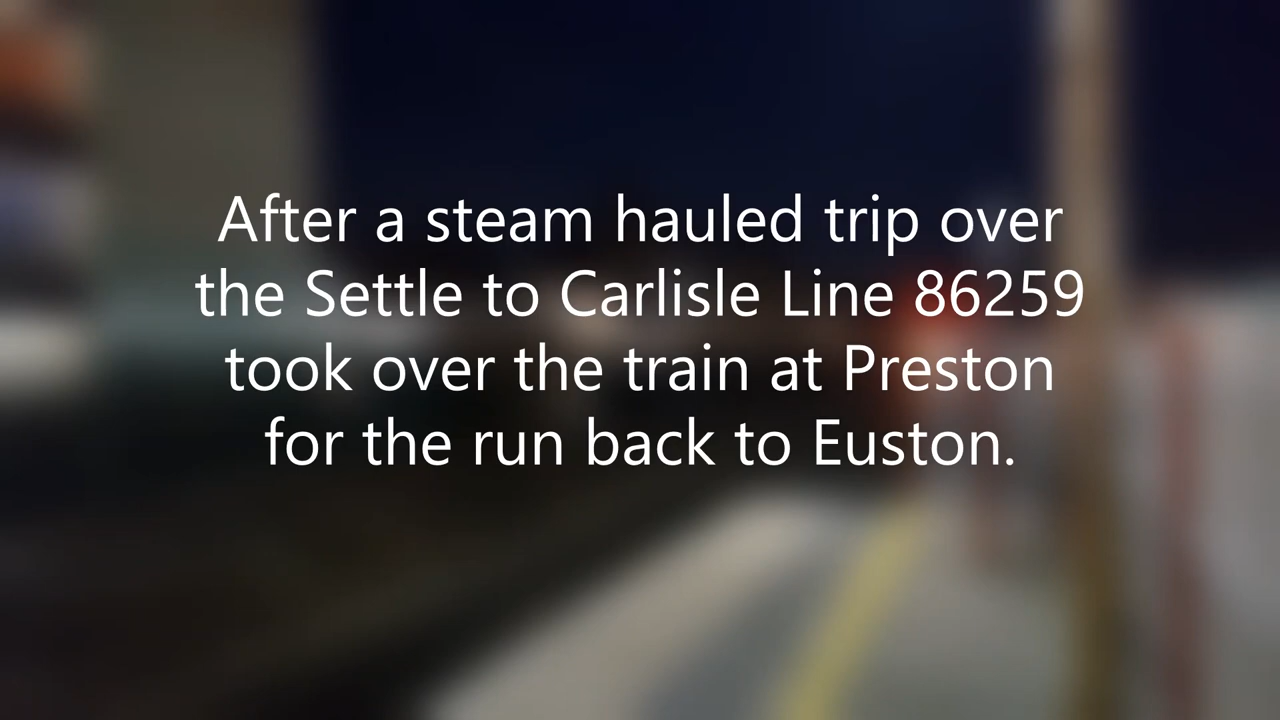 After a steam hauled trip over
the Settle to Carlisle Line 86259
took over the train at Preston
for the run back to Euston.